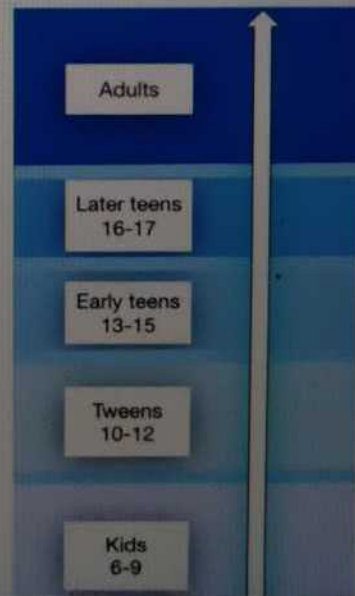 Adults
Later teens
16-17
Early teens
13-15
Tweens
10-12
Kids
6-9